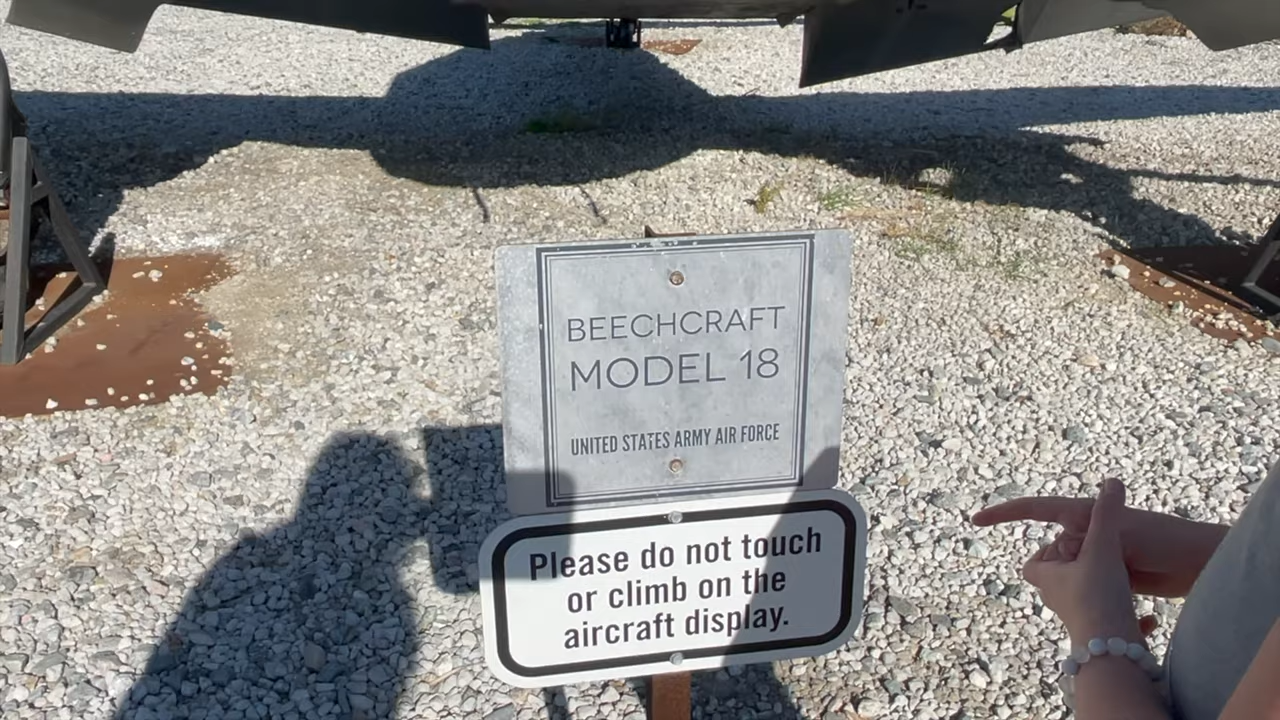 BEECHCRAFT
MODEL 18
UNITED STATES ARMY AIR FORCE
Please do not touch
or climb on the
aircraft display.